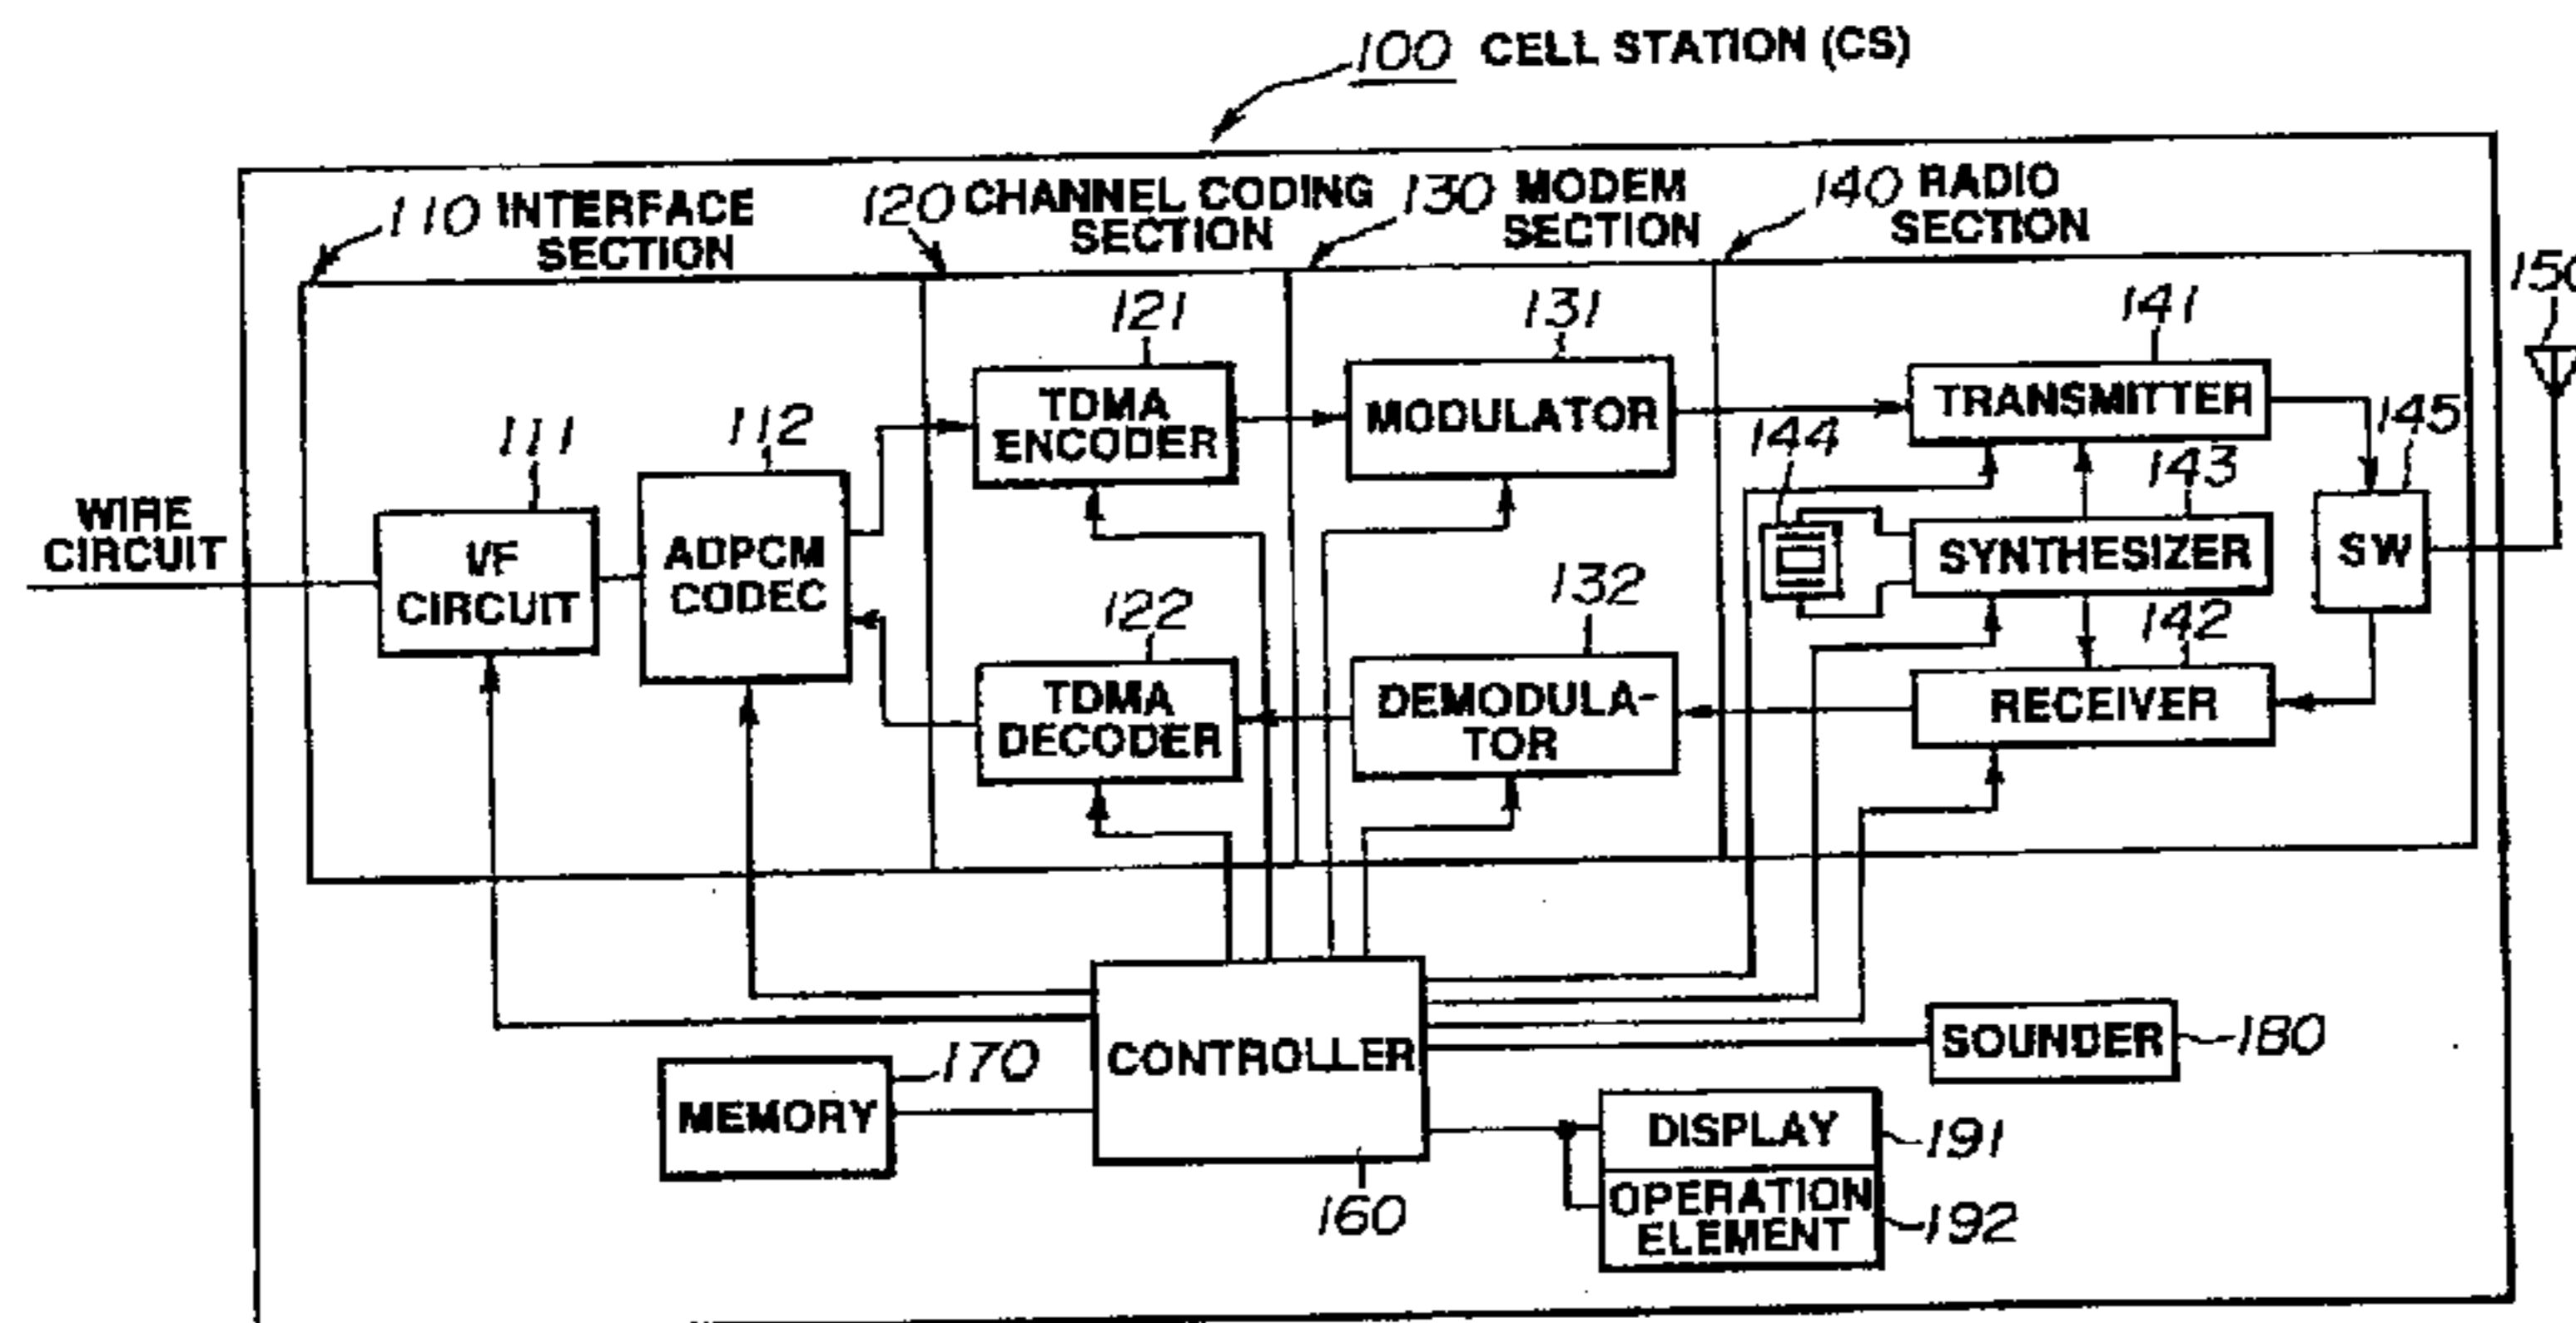 100 CELL STATION (CS)
110 INTERFACE
SECTION
120 CHANNEL CODING
SECTION
130 MODEM
SECTION
140 RADIO
SECTION
150
121
131
141
TDMA
ENCODER
MODULATOR
TRANSMITTER
111
112
144
143
145
WIRE
CIRCUIT
I/F
CIRCUIT
ADPCM
CODEC
SYNTHESIZER
SW
122
132
142
TDMA
DECODER
DEMODULA-
TOR
RECEIVER
CONTROLLER
SOUNDER
180
MEMORY
170
DISPLAY
191
OPERATION
ELEMENT
192
160